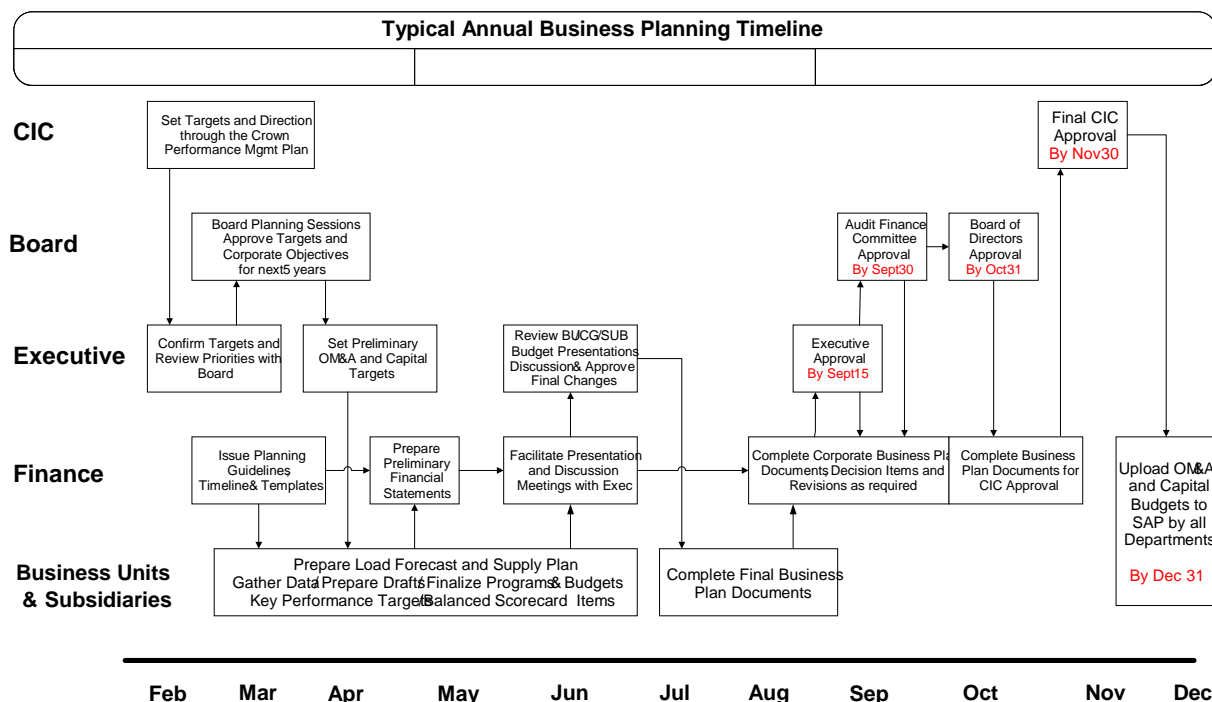 Typical Annual Business Planning Timeline
CIC
Set Targets and Direction
through the Crown
Performance Mgmt Plan
Final CIC
Approval
By Nov30
Board
Board Planning Sessions
Approve Targets and
Corporate Objectives
for next5 years
Audit Finance
Committee
Approval
By Sept30
Board of
Directors
Approval
By Oct31
Executive
Confirm Targets and
Review Priorities with
Board
Set Preliminary
OM&A and Capital
Targets
Review BU/CG/SUB
Budget Presentations
Discussion& Approve
Final Changes
Executive
Approval
By Sept15
Finance
Issue Planning
Guidelines,
Timeline& Templates
Prepare
Preliminary
Financial
Statements
Facilitate Presentation
and Discussion
Meetings with Exec
Complete Corporate Business Pla
Documents, Decision Items and
Revisions as required
Complete Business
Plan Documents for
CIC Approval
Upload OM&A
and Capital
Budgets to
SAP by all
Departments
By Dec 31
Business Units
& Subsidiaries
Prepare Load Forecast and Supply Plan
Gather Data/Prepare Drafts/Finalize Programs & Budgets
Key Performance Targets/Balanced Scorecard Items
Complete Final Business
Plan Documents
Feb Mar Apr May Jun Jul Aug Sep Oct Nov Dec